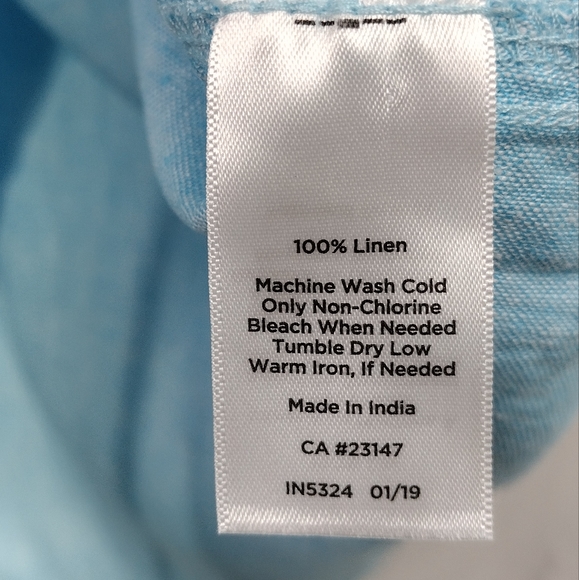 100% Linen
Machine Wash Cold
Only Non-Chlorine
Bleach When Needed
Tumble Dry Low
Warm Iron, If Needed
Made In India
CA #23147
IN5324 01/19